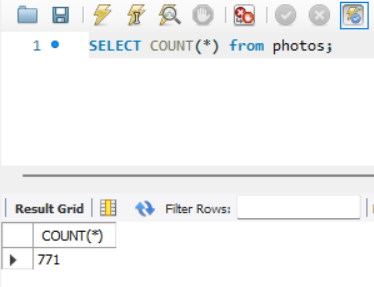 1 SELECT COUNT(*) from photos;
Result Grid Filter Rows:
COUNT(*)
771